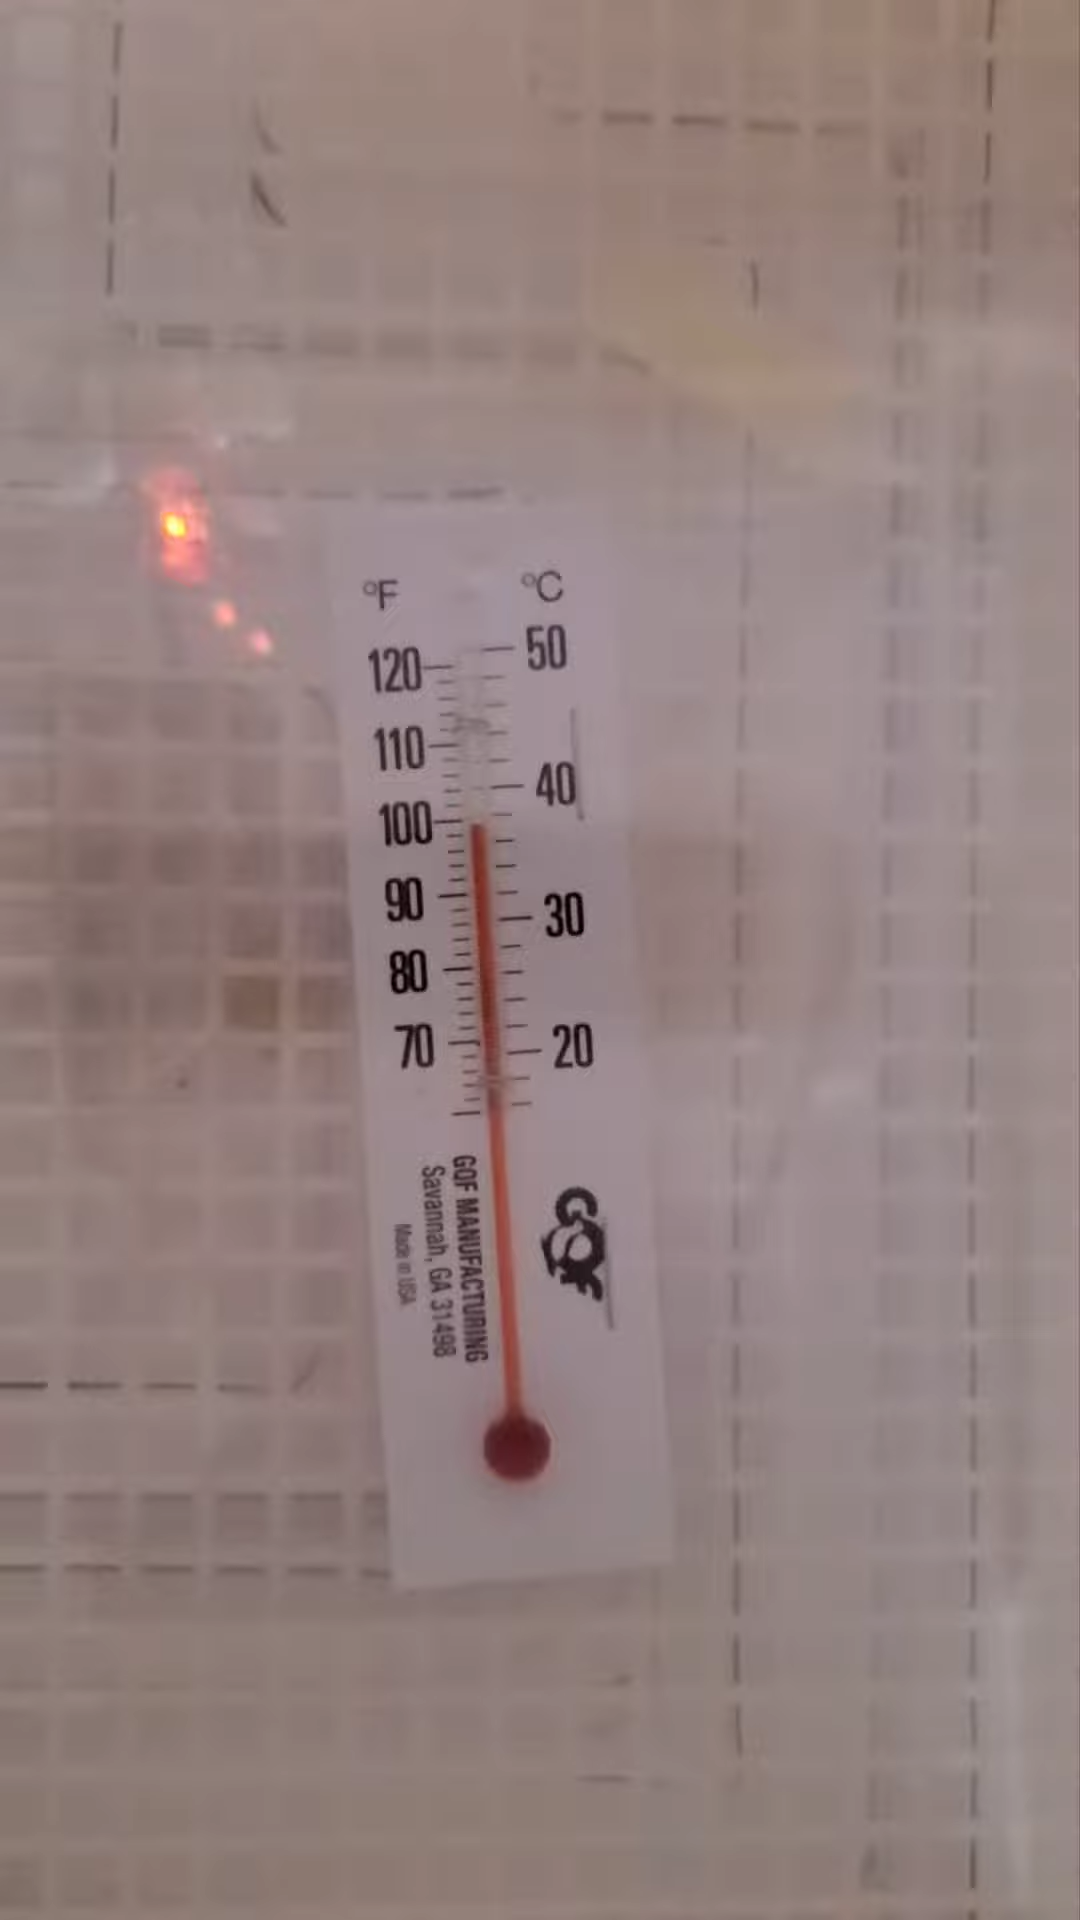 °F °C
120 50
110
100 40
90 30
80
70 20
GQF MANUFACTURING
Savannah, GA 31498
Made in USA
GQF